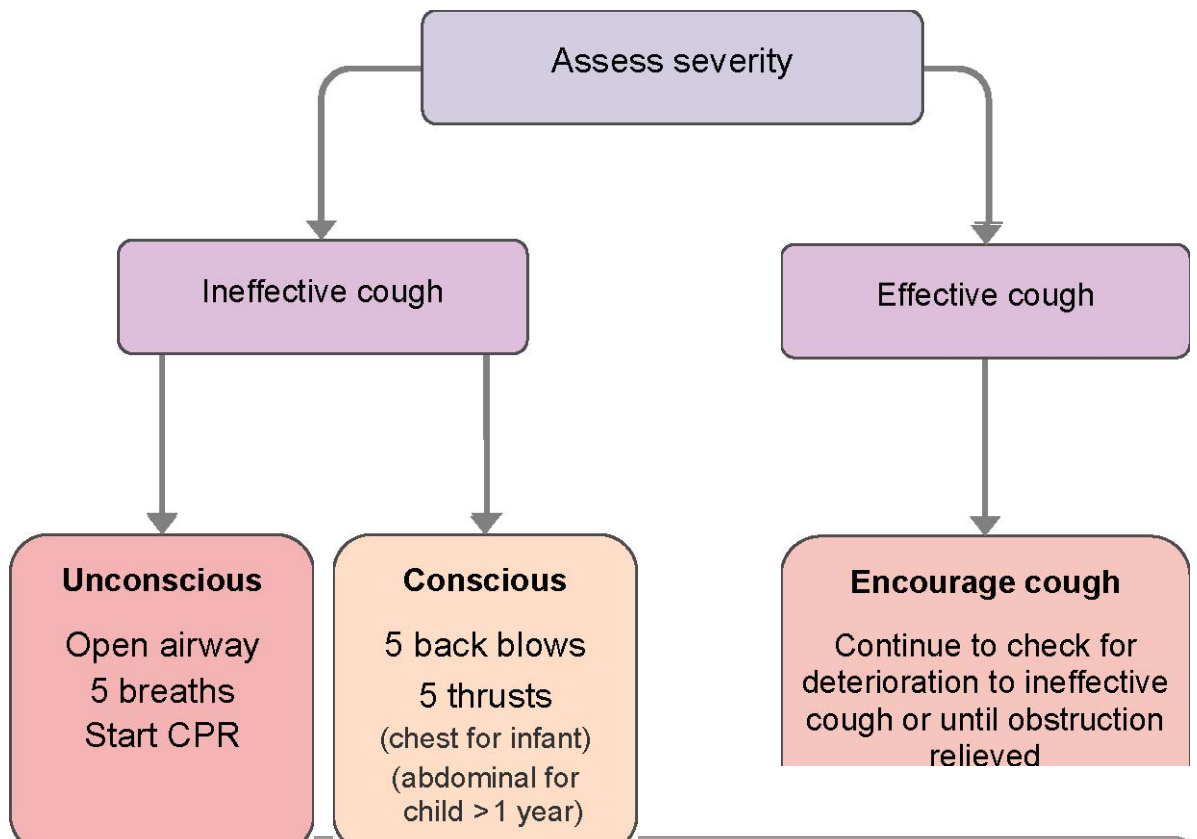 Assess severity
Ineffective cough
Effective cough
Unconscious
Open airway
5 breaths
Start CPR
Conscious
5 back blows
5 thrusts
(chest for infant)
(abdominal for
child >1 year)
Encourage cough
Continue to check for
deterioration to ineffective
cough or until obstruction
relieved